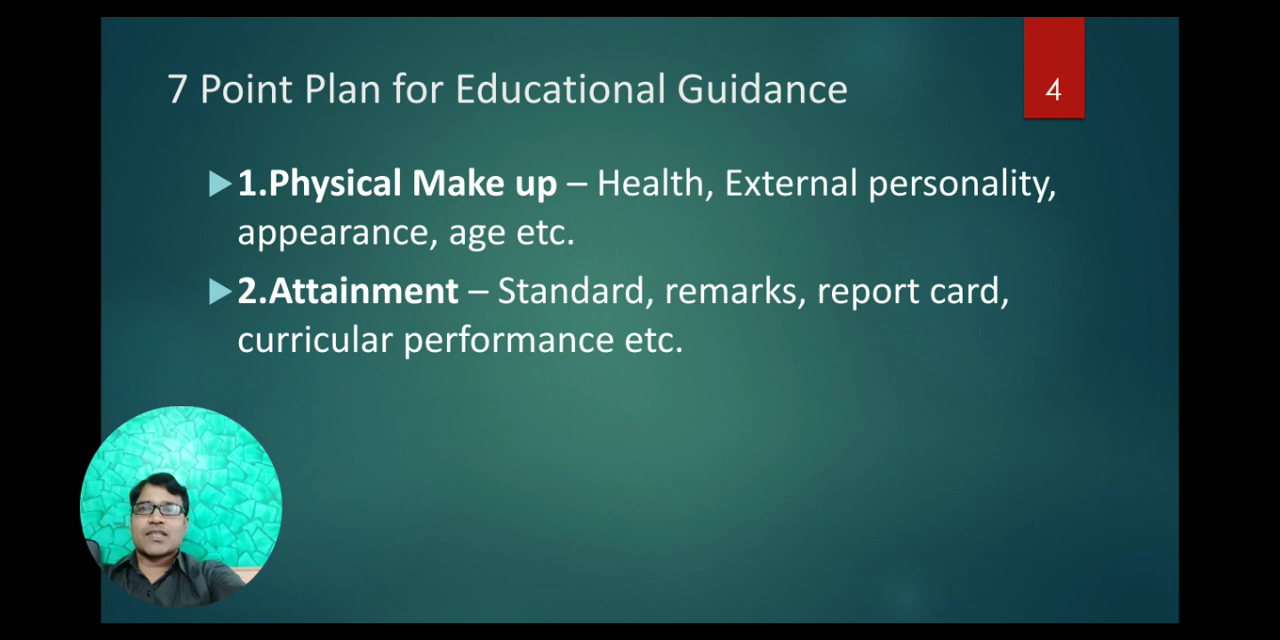 7 Point Plan for Educational Guidance
4
1.Physical Make up – Health, External personality,
appearance, age etc.
2.Attainment – Standard, remarks, report card,
curricular performance etc.